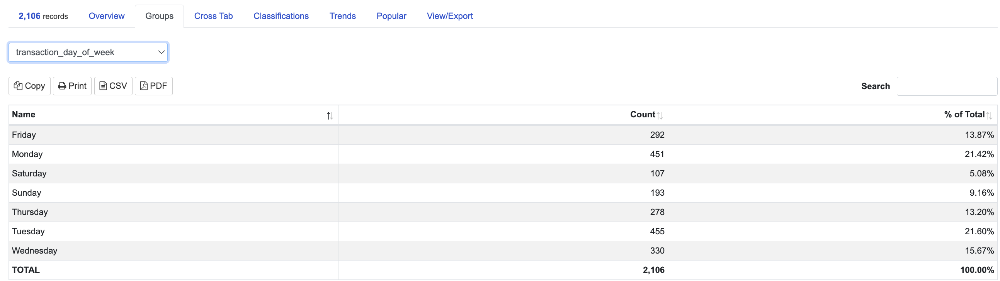 2,106 records Overview Groups Cross Tab Classifications Trends Popular View/Export
transaction_day_of_week
Copy Print CSV PDF Search
Name Count % of Total
Friday 292 13.87%
Monday 451 21.42%
Saturday 107 5.08%
Sunday 193 9.16%
Thursday 278 13.20%
Tuesday 455 21.60%
Wednesday 330 15.67%
TOTAL 2,106 100.00%